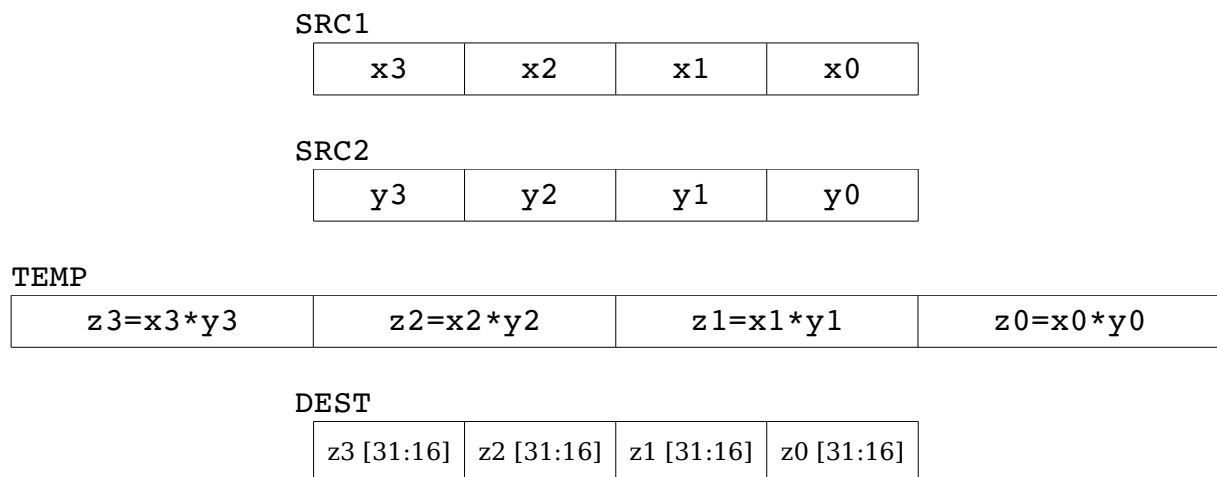 SRC1
x3 x2 x1 x0
SRC2
y3 y2 y1 y0
TEMP
z3=x3*y3 z2=x2*y2 z1=x1*y1 z0=x0*y0
DEST
z3 [31:16] z2 [31:16] z1 [31:16] z0 [31:16]